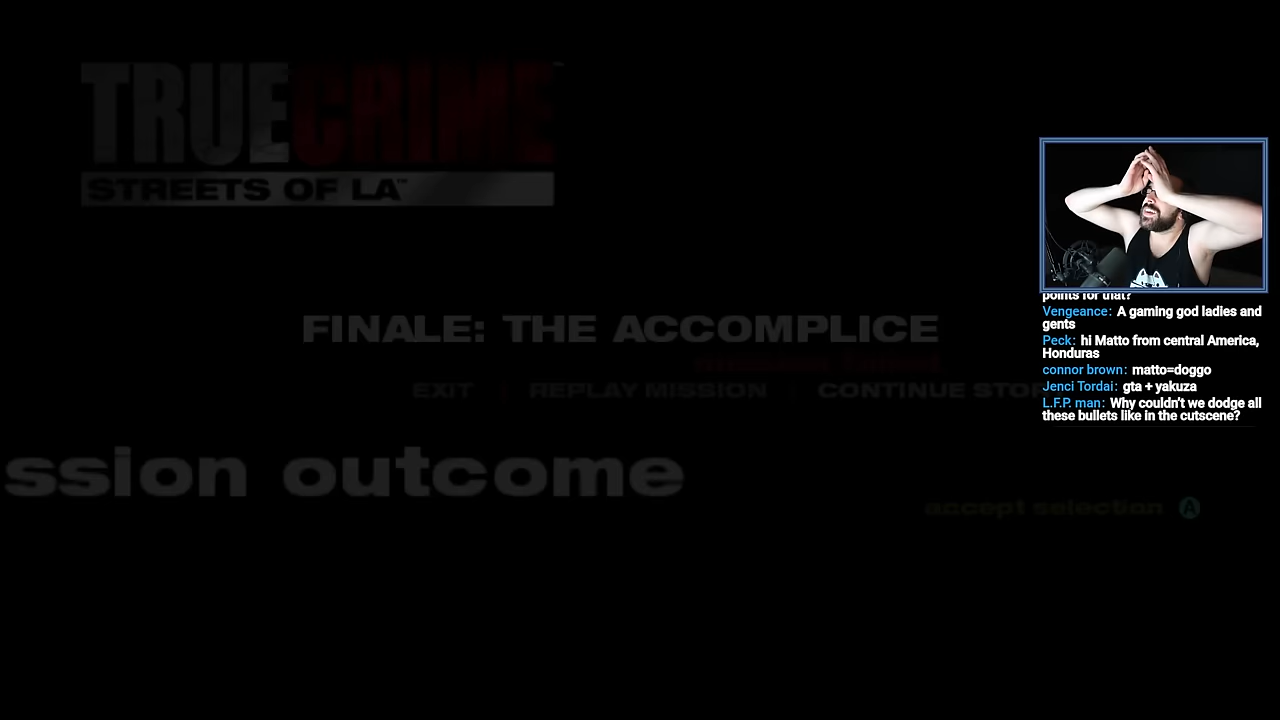 TRUE CRIME
STREETS OF LA™
FINALE: THE ACCOMPLICE
EXIT | REPLAY MISSION | CONTINUE STO
ssion outcome
accept selection A
points for that?
Vengeance: A gaming god ladies and
gents
Peck: hi Matto from central America,
Honduras
connor brown: matto=doggo
Jenci Tordai: gta + yakuza
L.F.P. man: Why couldn't we dodge all
these bullets like in the cutscene?